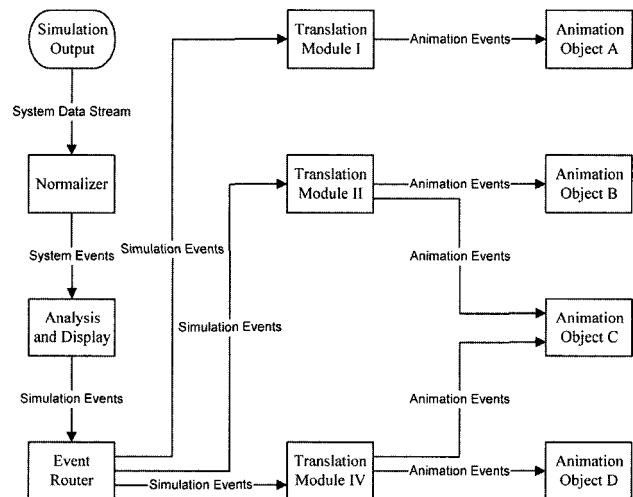 Simulation
Output
System Data Stream
Normalizer
System Events
Analysis
and Display
Simulation Events
Event
Router
Simulation Events
Simulation Events
Simulation Events
Translation
Module I
Animation Events
Animation
Object A
Translation
Module II
Animation Events
Animation
Object B
Animation Events
Animation
Object C
Animation Events
Translation
Module IV
Animation Events
Animation
Object D